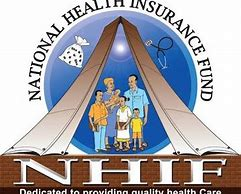 NATIONAL HEALTH INSURANCE FUND
NHIF
Dedicated to providing quality health Care